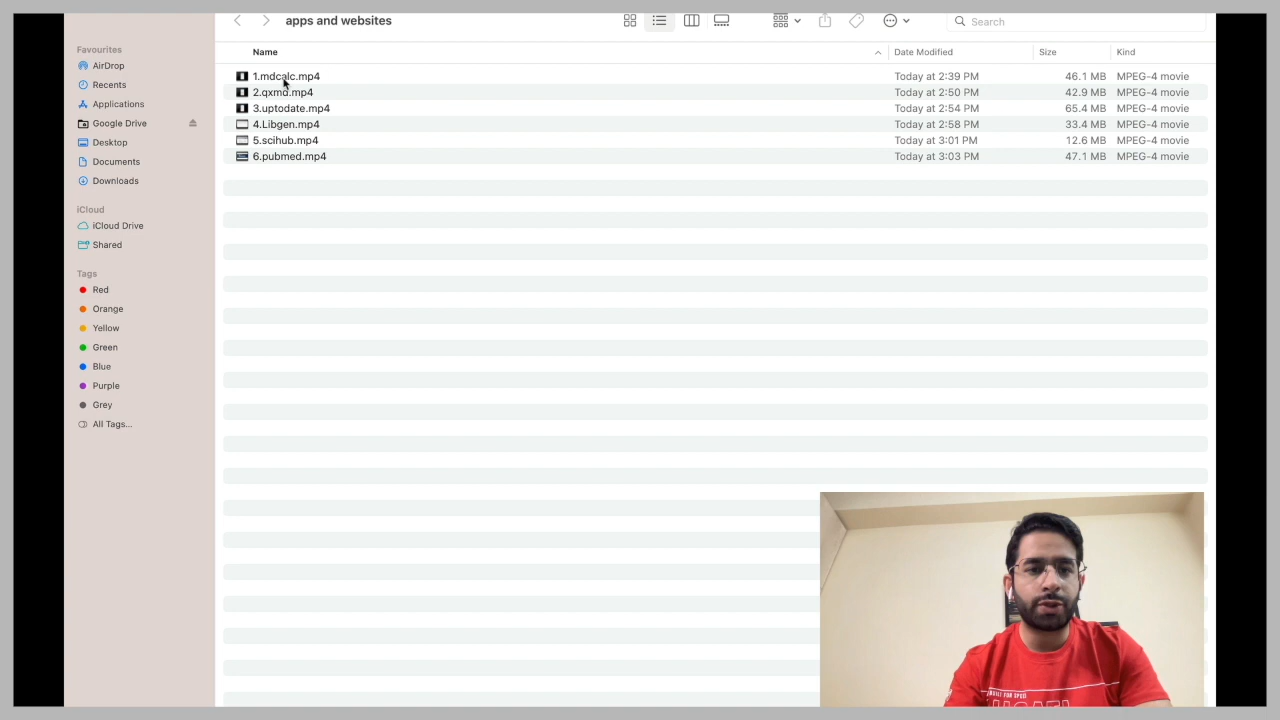 apps and websites
Search
Favourites
AirDrop
Recents
Applications
Google Drive
Desktop
Documents
Downloads
iCloud
iCloud Drive
Shared
Tags
Red
Orange
Yellow
Green
Blue
Purple
Grey
All Tags...
Name Date Modified Size Kind
1.mdcalc.mp4 Today at 2:39 PM 46.1 MB MPEG-4 movie
2.qxmd.mp4 Today at 2:50 PM 42.9 MB MPEG-4 movie
3.uptodate.mp4 Today at 2:54 PM 65.4 MB MPEG-4 movie
4.Libgen.mp4 Today at 2:58 PM 33.4 MB MPEG-4 movie
5.scihub.mp4 Today at 3:01 PM 12.6 MB MPEG-4 movie
6.pubmed.mp4 Today at 3:03 PM 47.1 MB MPEG-4 movie
BUILT FOR SPED